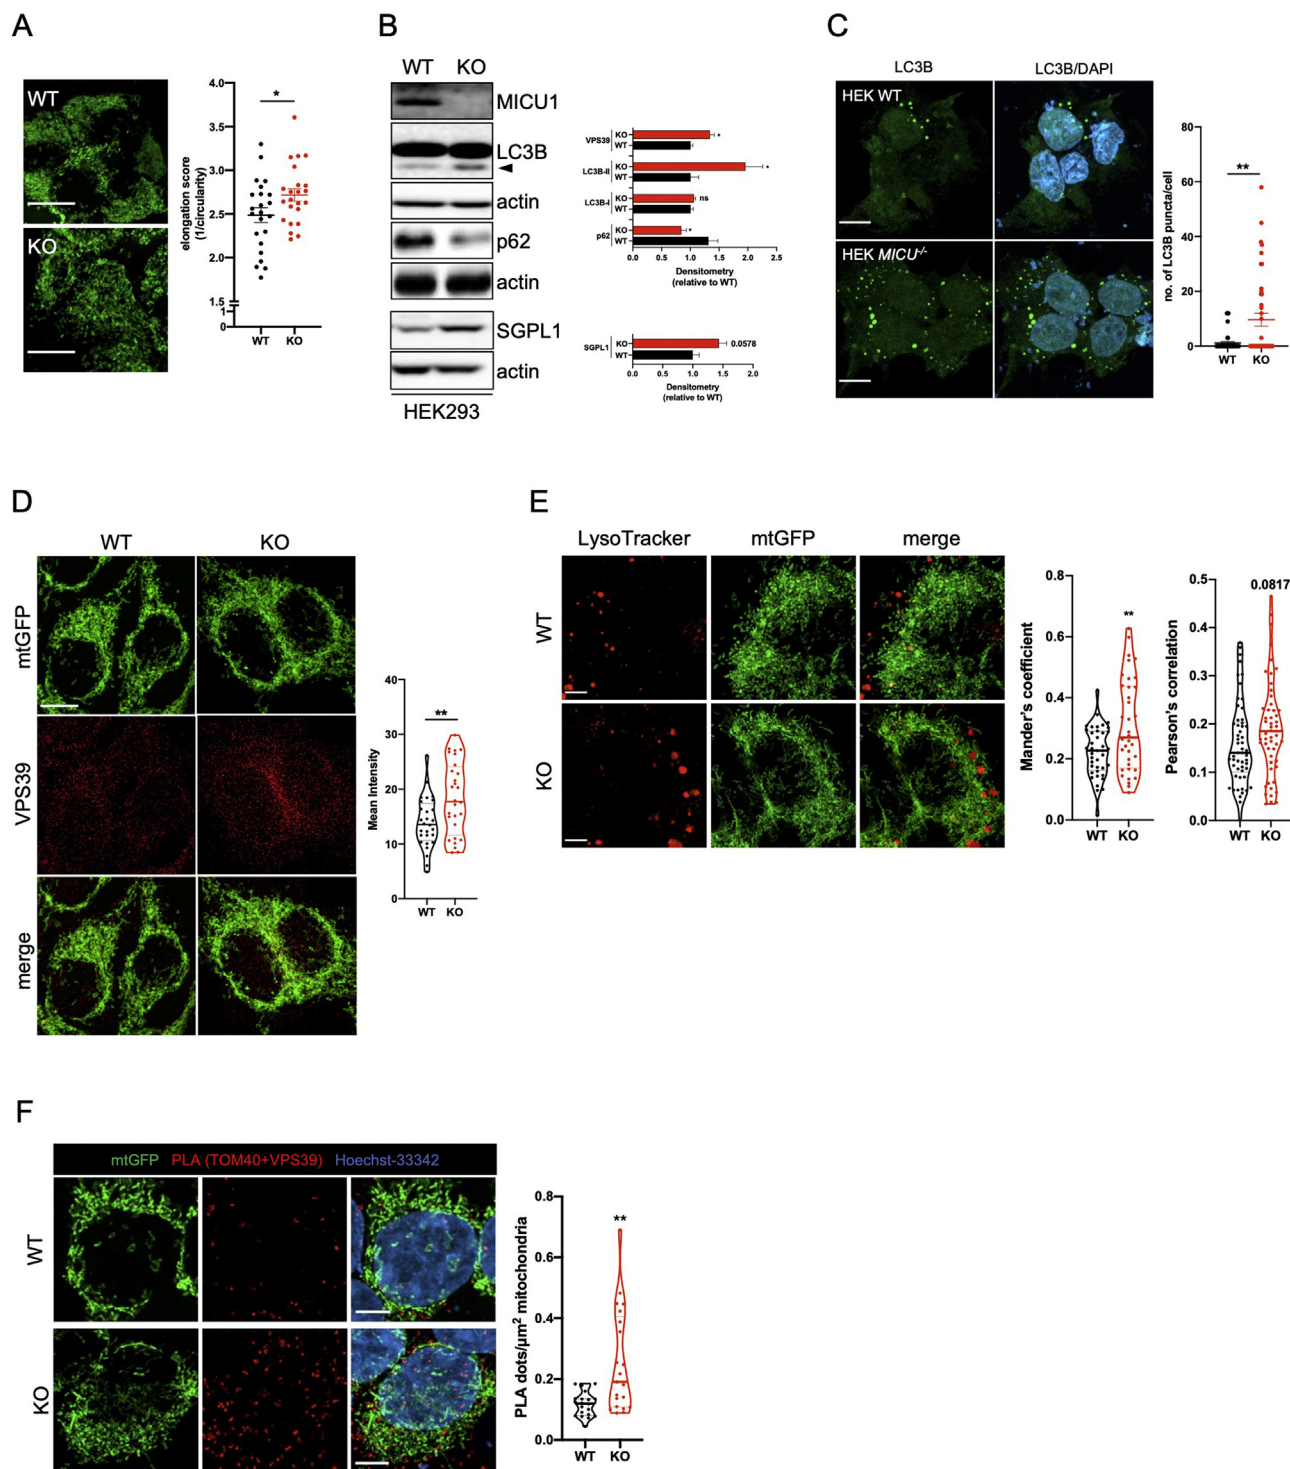 A
WT
KO
4.0
3.5
3.0
2.5
2.0
1.5
1
0
elongation score
(1/circularity)
*
WT KO
B
WT KO
MICU1
LC3B
actin
p62
actin
SGPL1
actin
HEK293
VPS39
KO *
WT
LC3B-II
KO *
WT
LC3B-I
KO ns
WT
p62
KO *
WT
0.0 0.5 1.0 1.5 2.0 2.5
Densitometry
(relative to WT)
SGPL1
KO 0.0578
WT
0.0 0.5 1.0 1.5 2.0
Densitometry
(relative to WT)
C
LC3B LC3B/DAPI
HEK WT
HEK MICU-/-
80
60
40
20
0
no. of LC3B puncta/cell
**
WT KO
D
WT KO
mtGFP
VPS39
merge
40
30
20
10
0
Mean Intensity
**
WT KO
E
LysoTracker mtGFP merge
WT
KO
0.8
0.6
0.4
0.2
0.0
Mander's coefficient
**
WT KO
0.5
0.4
0.3
0.2
0.1
0.0
Pearson's correlation
0.0817
WT KO
F
mtGFP PLA (TOM40+VPS39) Hoechst-33342
WT
KO
0.8
0.6
0.4
0.2
0.0
PLA dots/µm² mitochondria
**
WT KO